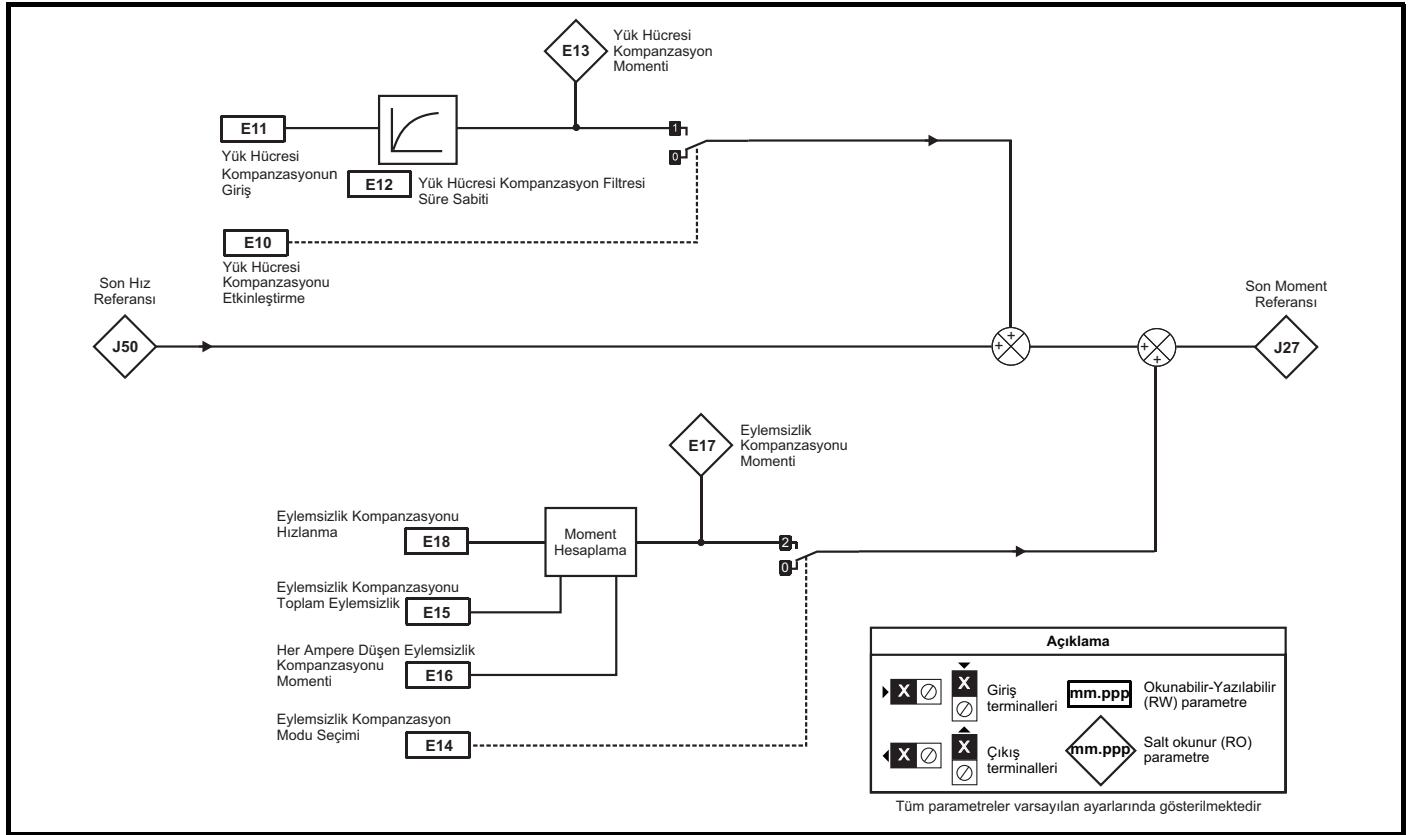 E13
Yük Hücresi
Kompanzasyon
Momenti
E11
1
0
Yük Hücresi
Kompanzasyonun
Giriş
E12
Yük Hücresi Kompanzasyon Filtresi
Süre Sabiti
E10
Yük Hücresi
Kompanzasyonu
Etkinleştirme
Son Hız
Referansı
J50
+
+
+
+
Son Moment
Referansı
J27
E17
Eylemsizlik
Kompanzasyonu
Momenti
Eylemsizlik Kompanzasyonu
Hızlanma
E18
Moment
Hesaplama
2
0
Eylemsizlik Kompanzasyonu
Toplam Eylemsizlik
E15
Her Ampere Düşen Eylemsizlik
Kompanzasyonu
Momenti
E16
Eylemsizlik Kompanzasyon
Modu Seçimi
E14
Açıklama
X
X
Giriş
terminalleri
mm.ppp
Okunabilir-Yazılabilir
(RW) parametre
X
X
Çıkış
terminalleri
mm.ppp
Salt okunur (RO)
parametre
Tüm parametreler varsayılan ayarlarında gösterilmektedir